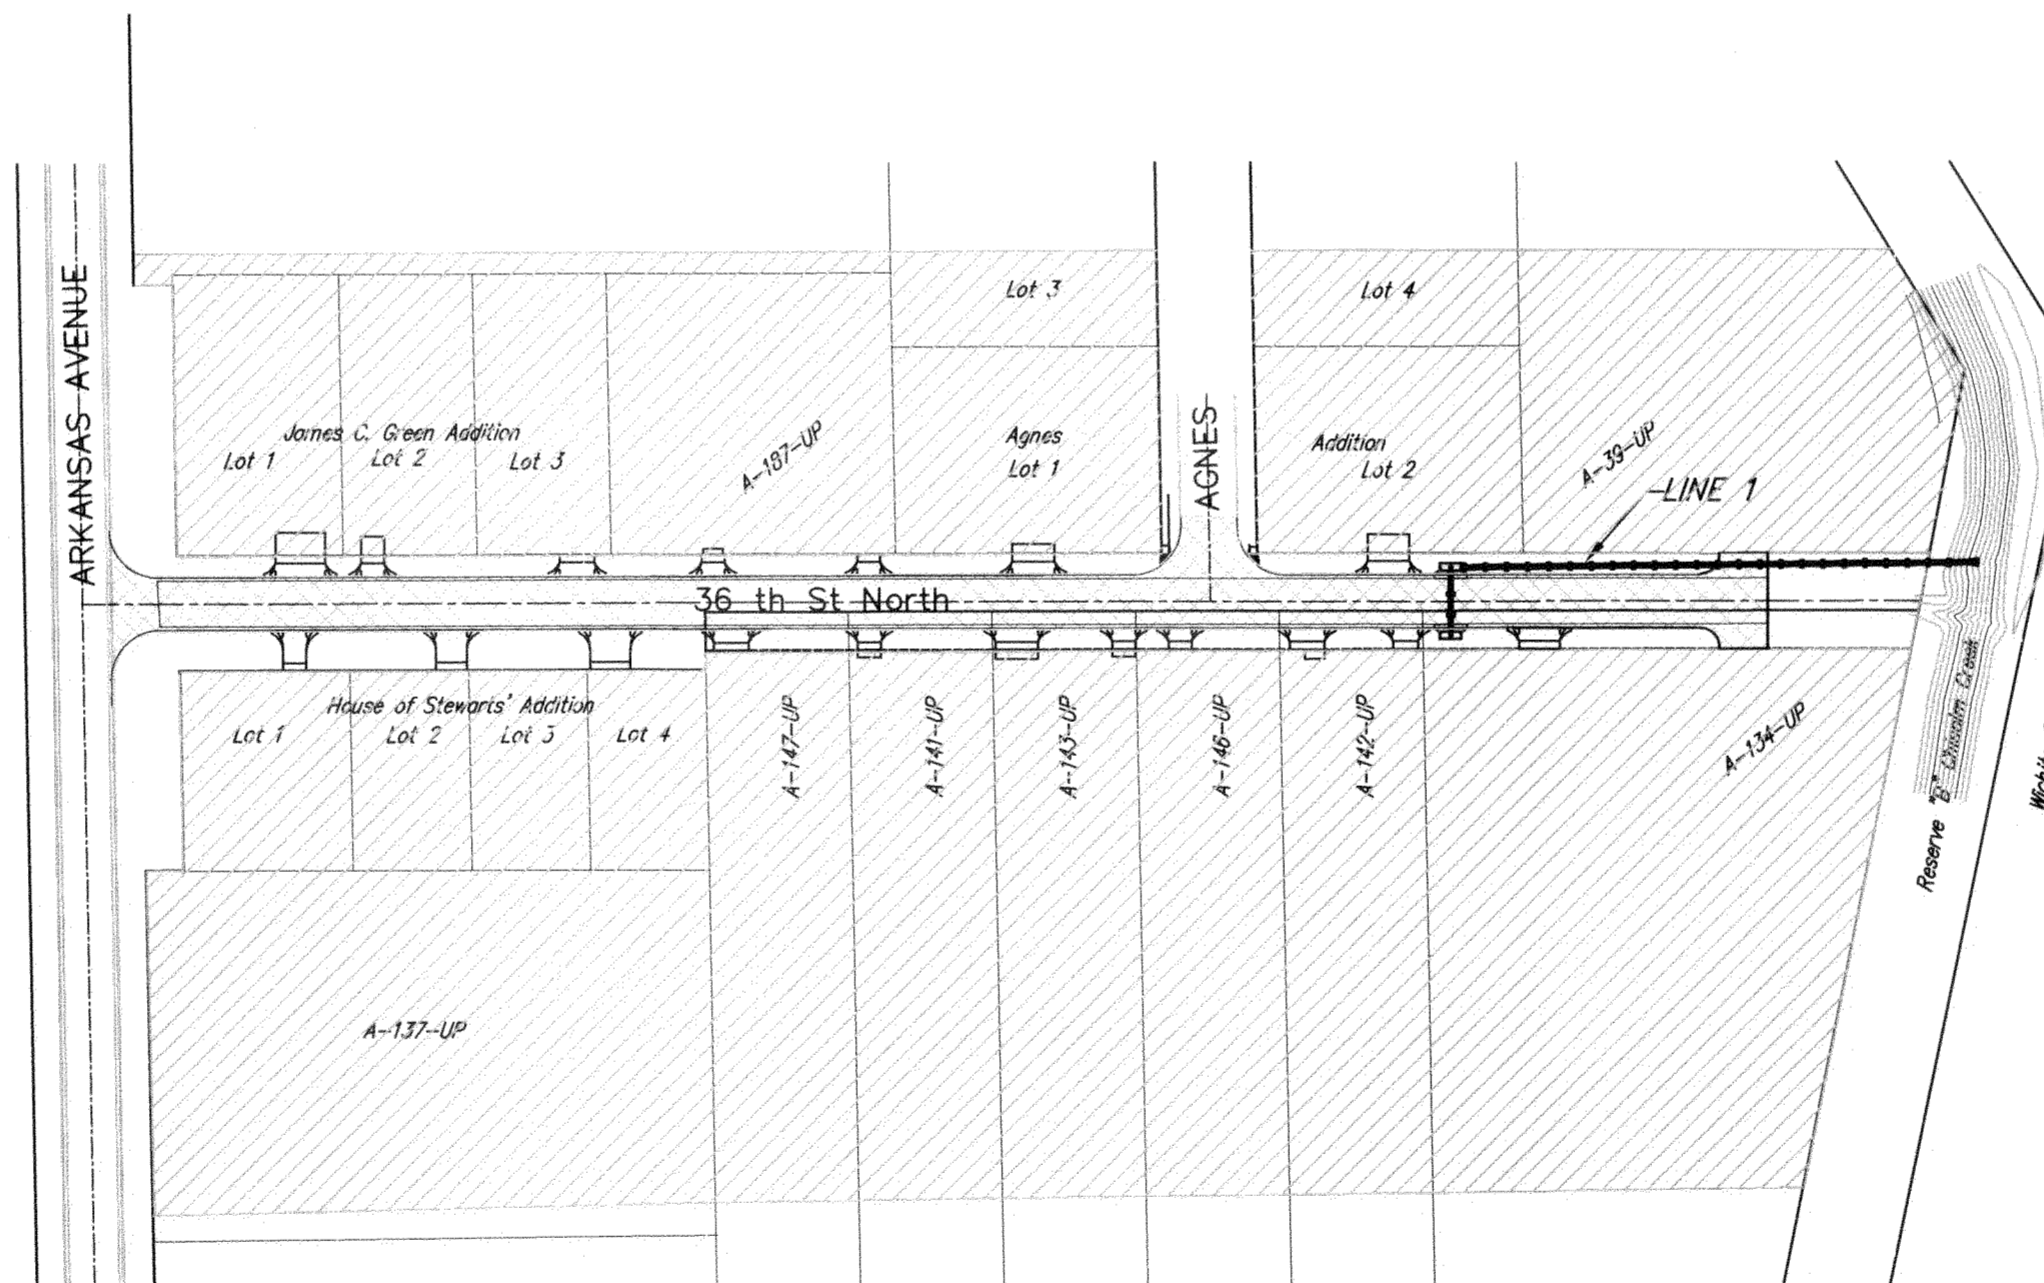 ARKANSAS AVENUE
Lot 3
Lot 4
James C. Green Addition
Lot 1
Lot 2
Lot 3
A-187-UP
Agnes
Lot 1
AGNES
Addition
Lot 2
A-39-UP
LINE 1
36 th St North
House of Stewarts' Addition
Lot 1
Lot 2
Lot 3
Lot 4
A-147-UP
A-141-UP
A-143-UP
A-146-UP
A-142-UP
A-134-UP
Reserve "B" Chisolm Creek
A-137-UP